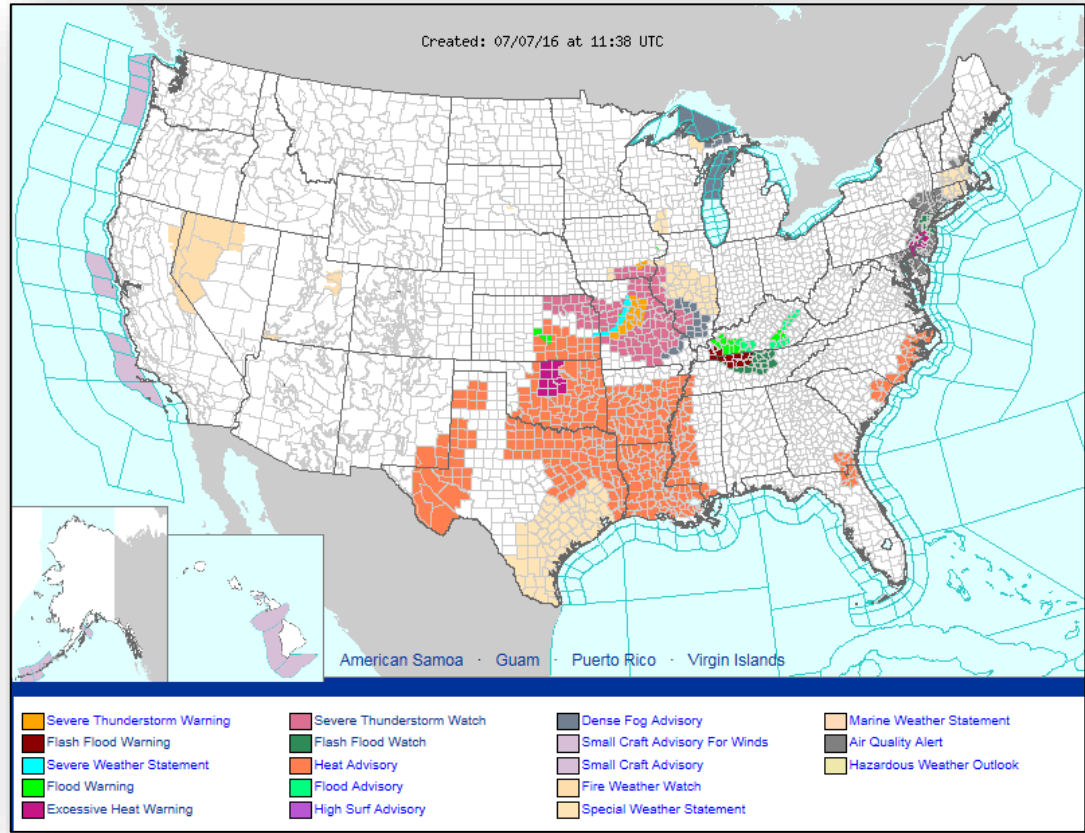 Created: 07/07/16 at 11:38 UTC
American Samoa · Guam · Puerto Rico · Virgin Islands
Severe Thunderstorm Warning
Flash Flood Warning
Severe Weather Statement
Flood Warning
Excessive Heat Warning
Severe Thunderstorm Watch
Flash Flood Watch
Heat Advisory
Flood Advisory
High Surf Advisory
Dense Fog Advisory
Small Craft Advisory For Winds
Small Craft Advisory
Fire Weather Watch
Special Weather Statement
Marine Weather Statement
Air Quality Alert
Hazardous Weather Outlook